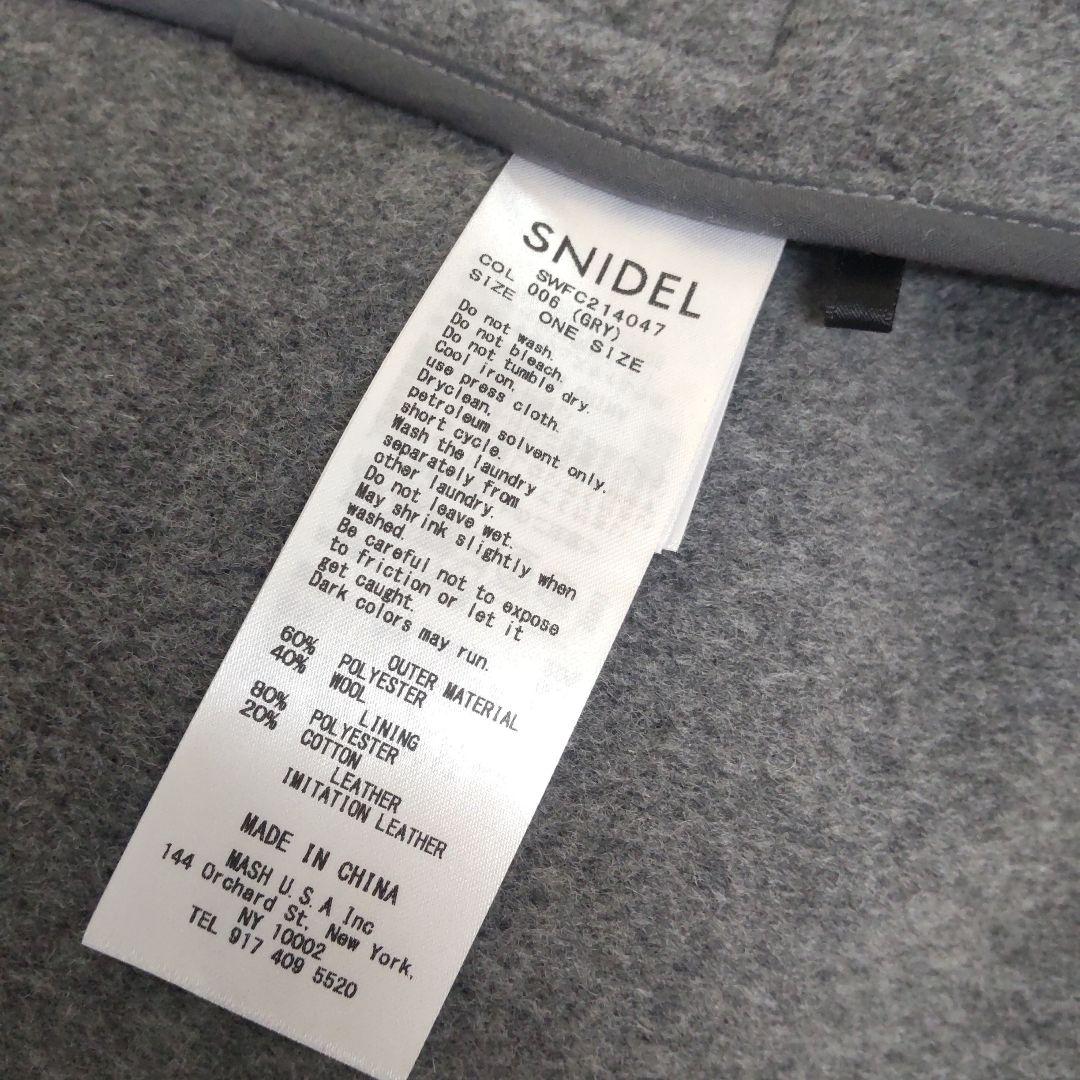 SNIDEL
SWFC214047
COL 006 (GRY)
SIZE ONE SIZE
Do not wash.
Do not bleach.
Do not tumble dry.
Cool iron.
use press cloth.
Dryclean.
petroleum solvent only.
short cycle.
Wash the laundry
separately from
other laundry.
Do not leave wet.
May shrink slightly when
washed.
Be careful not to expose
to friction or let it
get caught.
Dark colors may run.
OUTER MATERIAL
60% POLYESTER
40% WOOL
LINING
80% POLYESTER
20% COTTON
LEATHER
IMITATION LEATHER
MADE IN CHINA
MASH U.S.A Inc
144 Orchard St. New York,
NY 10002
TEL 917 409 5520